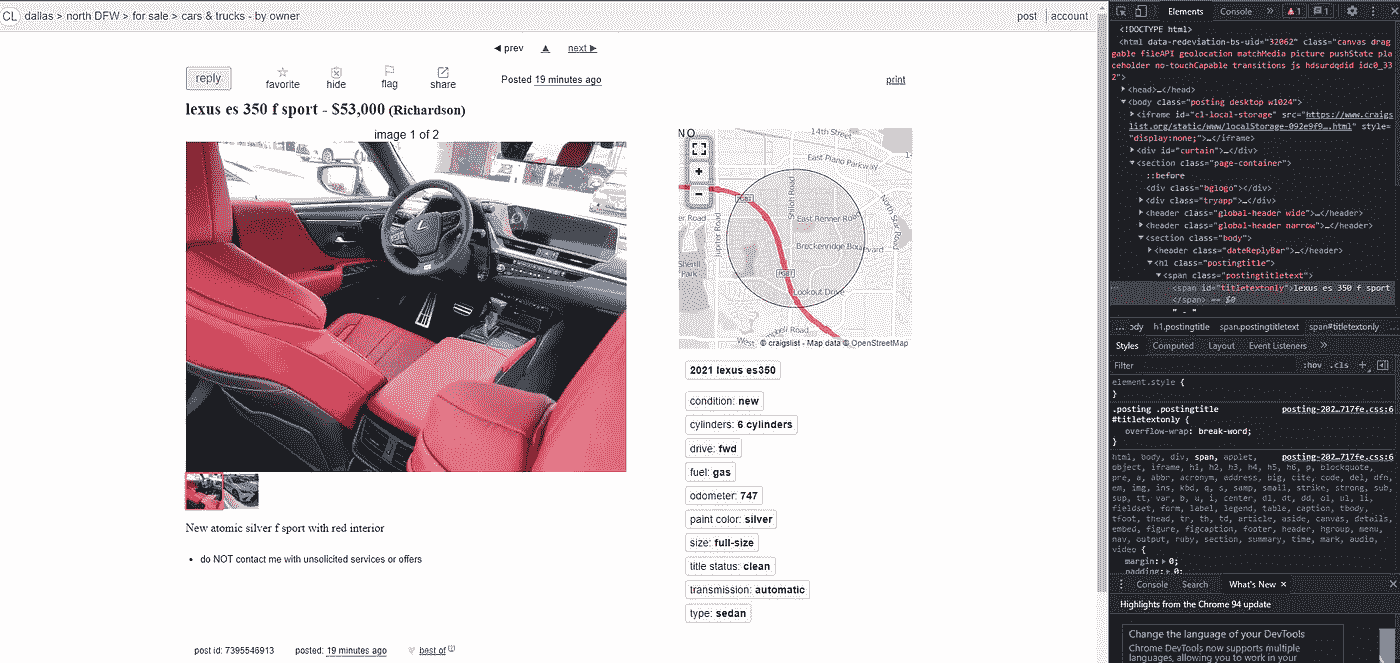 CL dallas > north DFW > for sale > cars & trucks - by owner
post account
◀ prev ▲ next ▶
reply
favorite hide flag share
Posted 19 minutes ago
print
lexus es 350 f sport - $53,000 (Richardson)
image 1 of 2
N O
14th Street
East Plano Parkway
Shiloh Road
North Star Road
PGBT
er Road
East Renner Road
Jupiter Road
Breckenridge Boulevard
Sherrill
Park
PGBT
Lookout Drive
West
© craigslist - Map data © OpenStreetMap
2021 lexus es350
condition: new
cylinders: 6 cylinders
drive: fwd
fuel: gas
odometer: 747
paint color: silver
size: full-size
title status: clean
transmission: automatic
type: sedan
New atomic silver f sport with red interior
• do NOT contact me with unsolicited services or offers
post id: 7395546913 posted: 19 minutes ago ♥ best of [?]
Elements Console » 1 1
<!DOCTYPE html>
<html data-redeviation-bs-uid="32062" class="canvas drag
gable fileAPI geolocation matchMedia picture pushState pla
ceholder no-touchCapable transitions js hdsurdqdid idc0_33
2">
▶<head>…</head>
▼<body class="posting desktop w1024">
▶<iframe id="cl-local-storage" src="https://www.craigs
list.org/static/www/localStorage-092e9f9….html" style=
"display:none;">…</iframe>
▶<div id="curtain">…</div>
▼<section class="page-container">
::before
<div class="bglogo"></div>
▶<div class="tryapp">…</div>
▶<header class="global-header wide">…</header>
▶<header class="global-header narrow">…</header>
▼<section class="body">
▶<header class="dateReplyBar">…</header>
▼<h1 class="postingtitle">
▼<span class="postingtitletext">
<span id="titletextonly">lexus es 350 f sport
</span> == $0
" - "
… ody h1.postingtitle span.postingtitletext span#titletextonly …
Styles Computed Layout Event Listeners »
Filter :hov .cls +
element.style {
}
.posting .postingtitle posting-202…717fe.css:6
#titletextonly {
overflow-wrap: break-word;
}
html, body, div, span, applet, posting-202…717fe.css:6
object, iframe, h1, h2, h3, h4, h5, h6, p, blockquote,
pre, a, abbr, acronym, address, big, cite, code, del, dfn,
em, img, ins, kbd, q, s, samp, small, strike, strong, sub,
sup, tt, var, b, u, i, center, dl, dt, dd, ol, ul, li,
fieldset, form, label, legend, table, caption, tbody,
tfoot, thead, tr, th, td, article, aside, canvas, details,
embed, figure, figcaption, footer, header, hgroup, menu,
nav, output, ruby, section, summary, time, mark, audio,
video {
margin:▶ 0;
padding:▶ 0;
Console Search What's New ×
Highlights from the Chrome 94 update
Change the language of your DevTools
Chrome DevTools now supports multiple
languages, allowing you to work in your